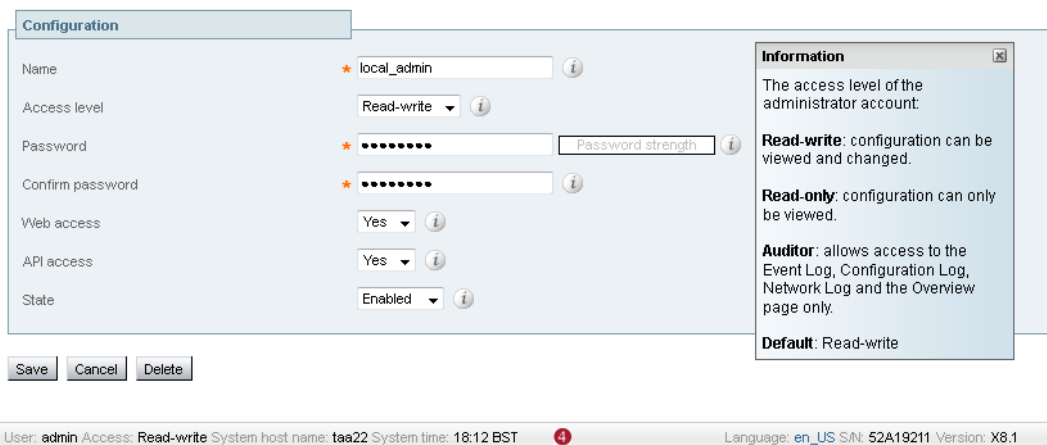 Configuration
Name * local_admin i
Access level Read-write i
Password * •••••••• Password strength i
Confirm password * •••••••• i
Web access Yes i
API access Yes i
State Enabled i
Information
The access level of the
administrator account:
Read-write: configuration can be
viewed and changed.
Read-only: configuration can only
be viewed.
Auditor: allows access to the
Event Log, Configuration Log,
Network Log and the Overview
page only.
Default: Read-write
Save Cancel Delete
User: admin Access: Read-write System host name: taa22 System time: 18:12 BST 4 Language: en_US S/N: 52A19211 Version: X8.1